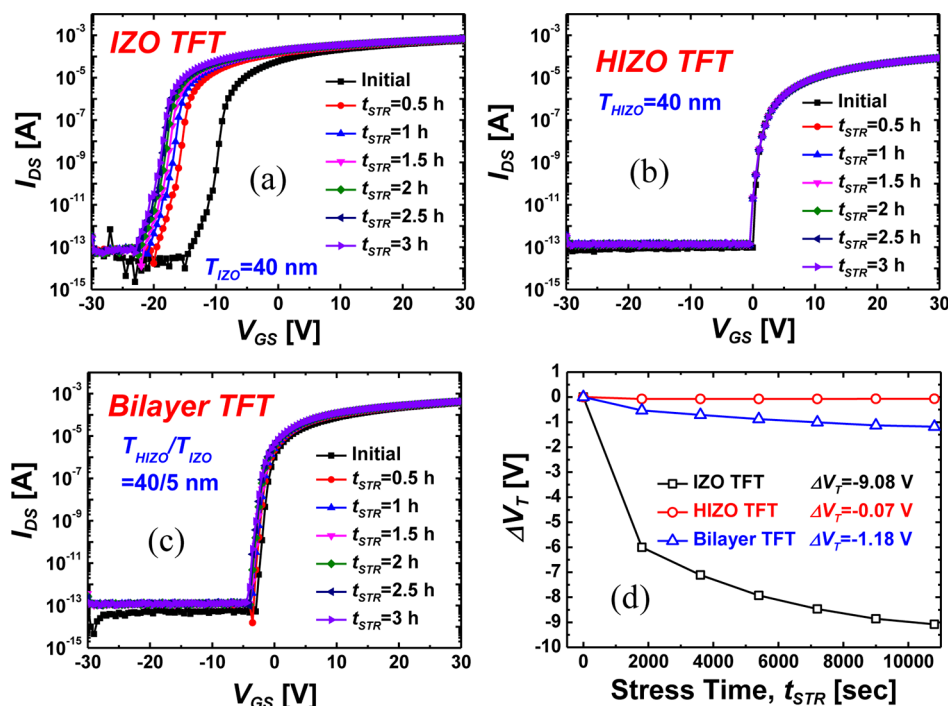 IZO TFT
Initial
t_STR=0.5 h
t_STR=1 h
t_STR=1.5 h
t_STR=2 h
t_STR=2.5 h
t_STR=3 h
(a)
T_IZO=40 nm
I_DS [A]
10^-3
10^-5
10^-7
10^-9
10^-11
10^-13
10^-15
-30 -20 -10 0 10 20 30
V_GS [V]
HIZO TFT
T_HIZO=40 nm
Initial
t_STR=0.5 h
t_STR=1 h
t_STR=1.5 h
t_STR=2 h
t_STR=2.5 h
t_STR=3 h
(b)
I_DS [A]
10^-3
10^-5
10^-7
10^-9
10^-11
10^-13
10^-15
-30 -20 -10 0 10 20 30
V_GS [V]
Bilayer TFT
T_HIZO/T_IZO
=40/5 nm
Initial
t_STR=0.5 h
t_STR=1 h
t_STR=1.5 h
t_STR=2 h
t_STR=2.5 h
t_STR=3 h
(c)
I_DS [A]
10^-3
10^-5
10^-7
10^-9
10^-11
10^-13
10^-15
-30 -20 -10 0 10 20 30
V_GS [V]
1
0
-1
-2
-3
-4
-5
-6
-7
-8
-9
-10
ΔV_T [V]
IZO TFT ΔV_T=-9.08 V
HIZO TFT ΔV_T=-0.07 V
Bilayer TFT ΔV_T=-1.18 V
(d)
0 2000 4000 6000 8000 10000
Stress Time, t_STR [sec]